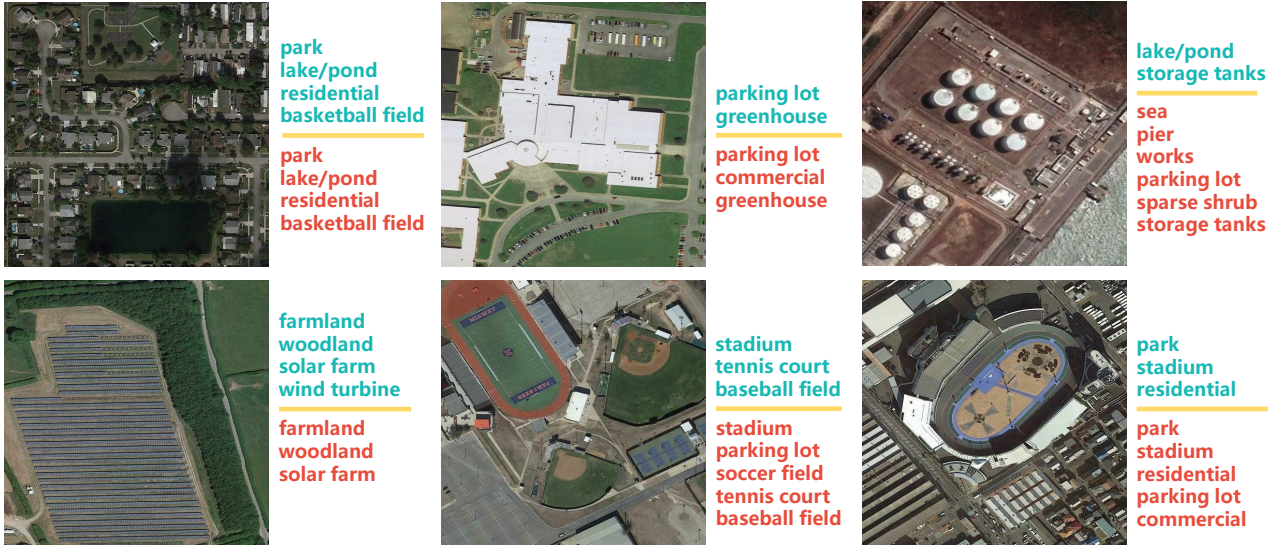 park
lake/pond
residential
basketball field
park
lake/pond
residential
basketball field
parking lot
greenhouse
parking lot
commercial
greenhouse
lake/pond
storage tanks
sea
pier
works
parking lot
sparse shrub
storage tanks
farmland
woodland
solar farm
wind turbine
farmland
woodland
solar farm
stadium
tennis court
baseball field
stadium
parking lot
soccer field
tennis court
baseball field
park
stadium
residential
park
stadium
residential
parking lot
commercial